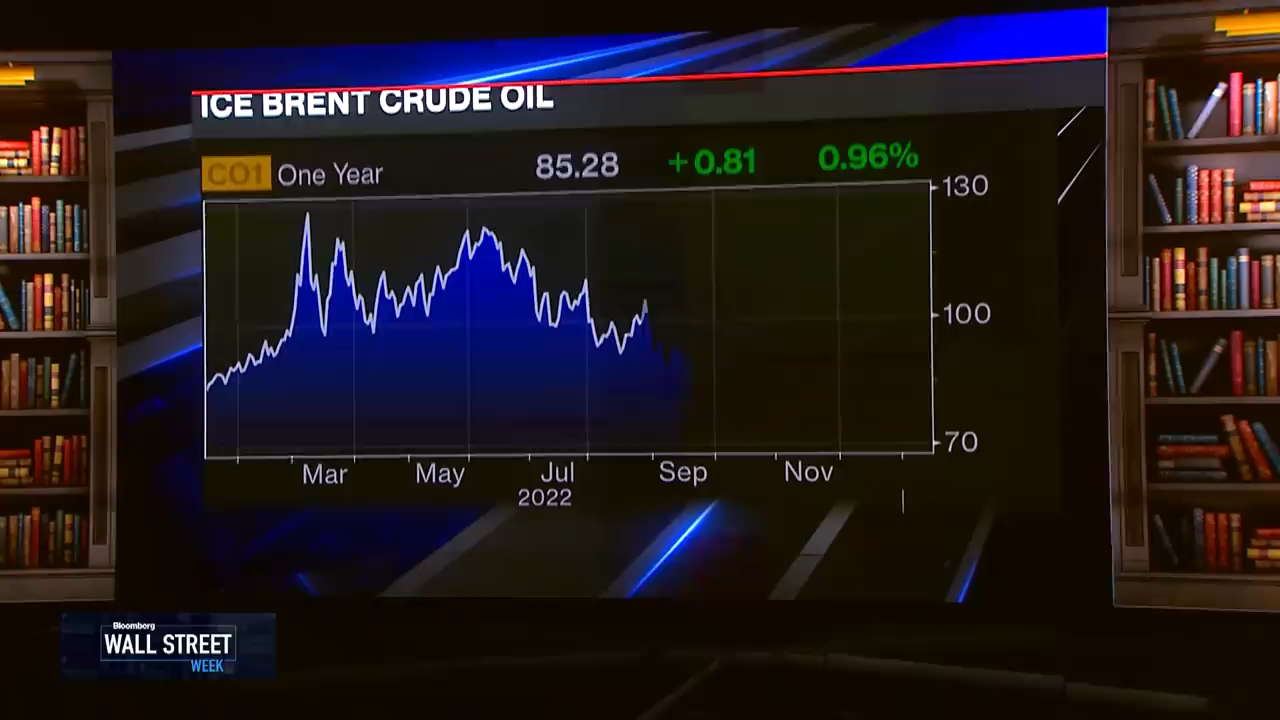 ICE BRENT CRUDE OIL
CO1 One Year 85.28 +0.81 0.96%
130
100
70
Mar May Jul Sep Nov
2022
Bloomberg
WALL STREET
WEEK